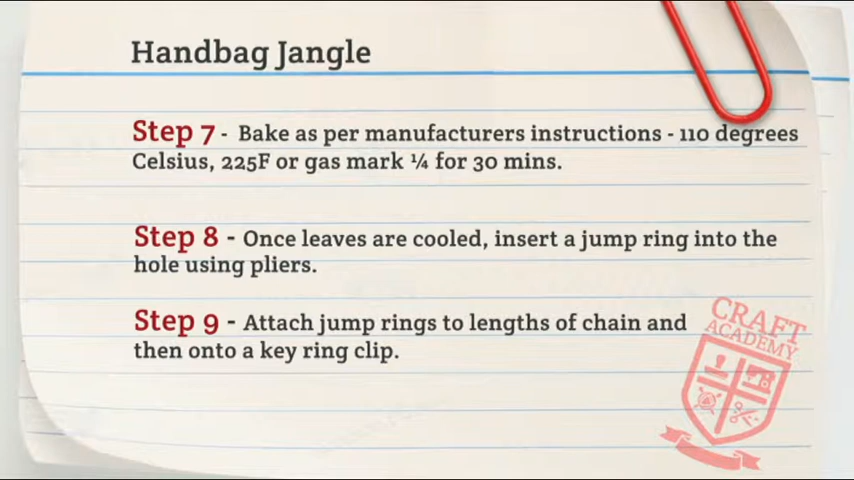 Handbag Jangle
Step 7 - Bake as per manufacturers instructions - 110 degrees
Celsius, 225F or gas mark ¼ for 30 mins.
Step 8 - Once leaves are cooled, insert a jump ring into the
hole using pliers.
Step 9 - Attach jump rings to lengths of chain and
then onto a key ring clip.
CRAFT
ACADEMY